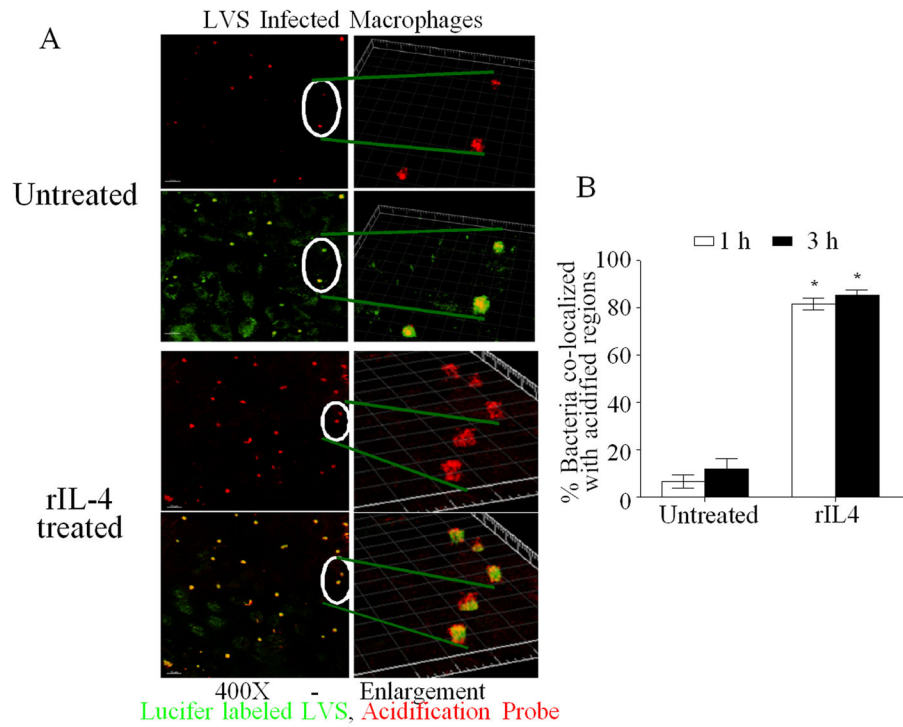 A
LVS Infected Macrophages
Untreated
rIL-4
treated
400X - Enlargement
Lucifer labeled LVS, Acidification Probe
B
1 h 3 h
% Bacteria co-localized
with acidified regions
100
80
60
40
20
0
* *
Untreated rIL4